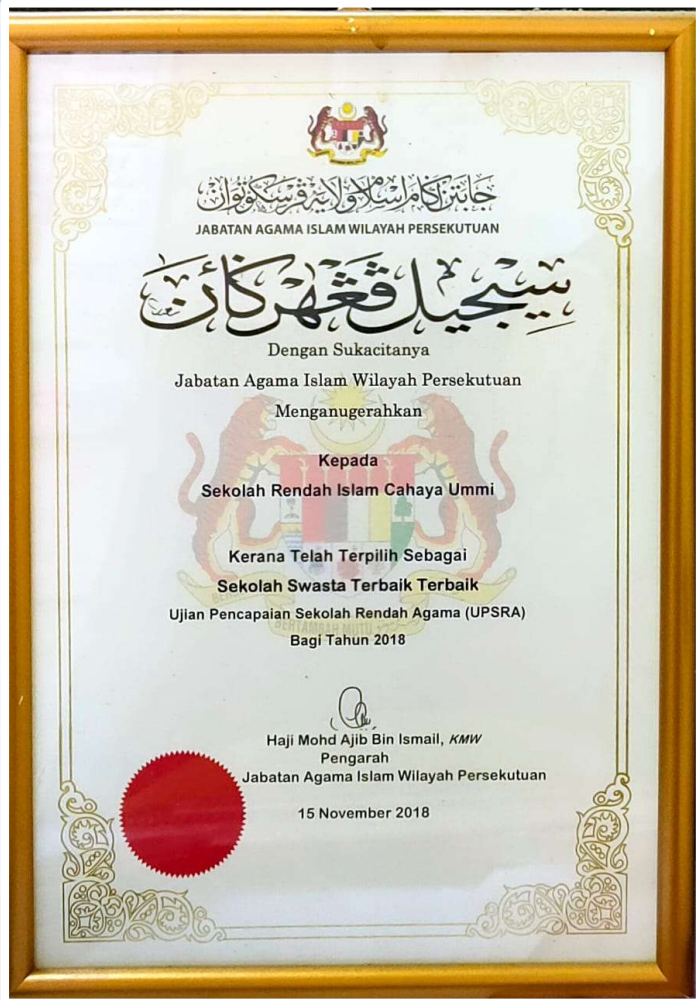 جابتن اݢام اسلام ولايه ڤرسكوتوان
JABATAN AGAMA ISLAM WILAYAH PERSEKUTUAN
سيجيل ڤڠهرݢاٴن
Dengan Sukacitanya
Jabatan Agama Islam Wilayah Persekutuan
Menganugerahkan
Kepada
Sekolah Rendah Islam Cahaya Ummi
Kerana Telah Terpilih Sebagai
Sekolah Swasta Terbaik Terbaik
Ujian Pencapaian Sekolah Rendah Agama (UPSRA)
BERTAMBAH MUTU
Bagi Tahun 2018
Haji Mohd Ajib Bin Ismail, KMW
Pengarah
Jabatan Agama Islam Wilayah Persekutuan
15 November 2018